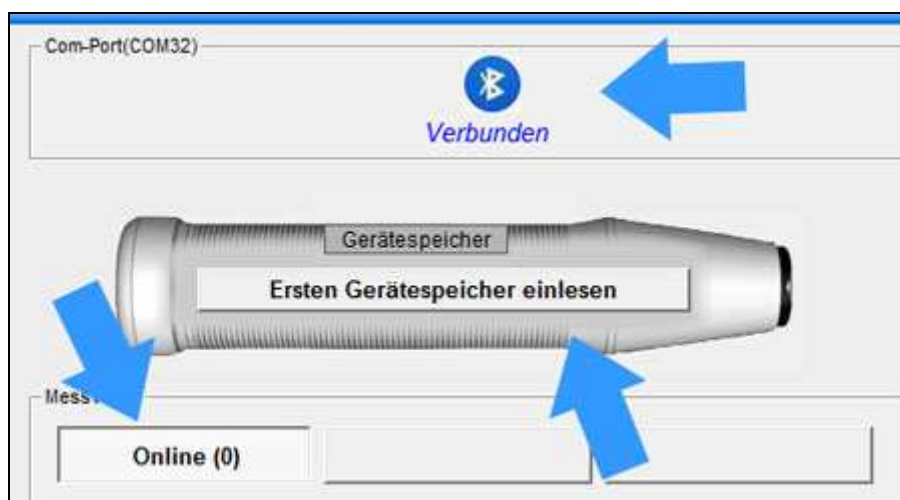 Com-Port(COM32)
Verbunden
Gerätespeicher
Ersten Gerätespeicher einlesen
Online (0)